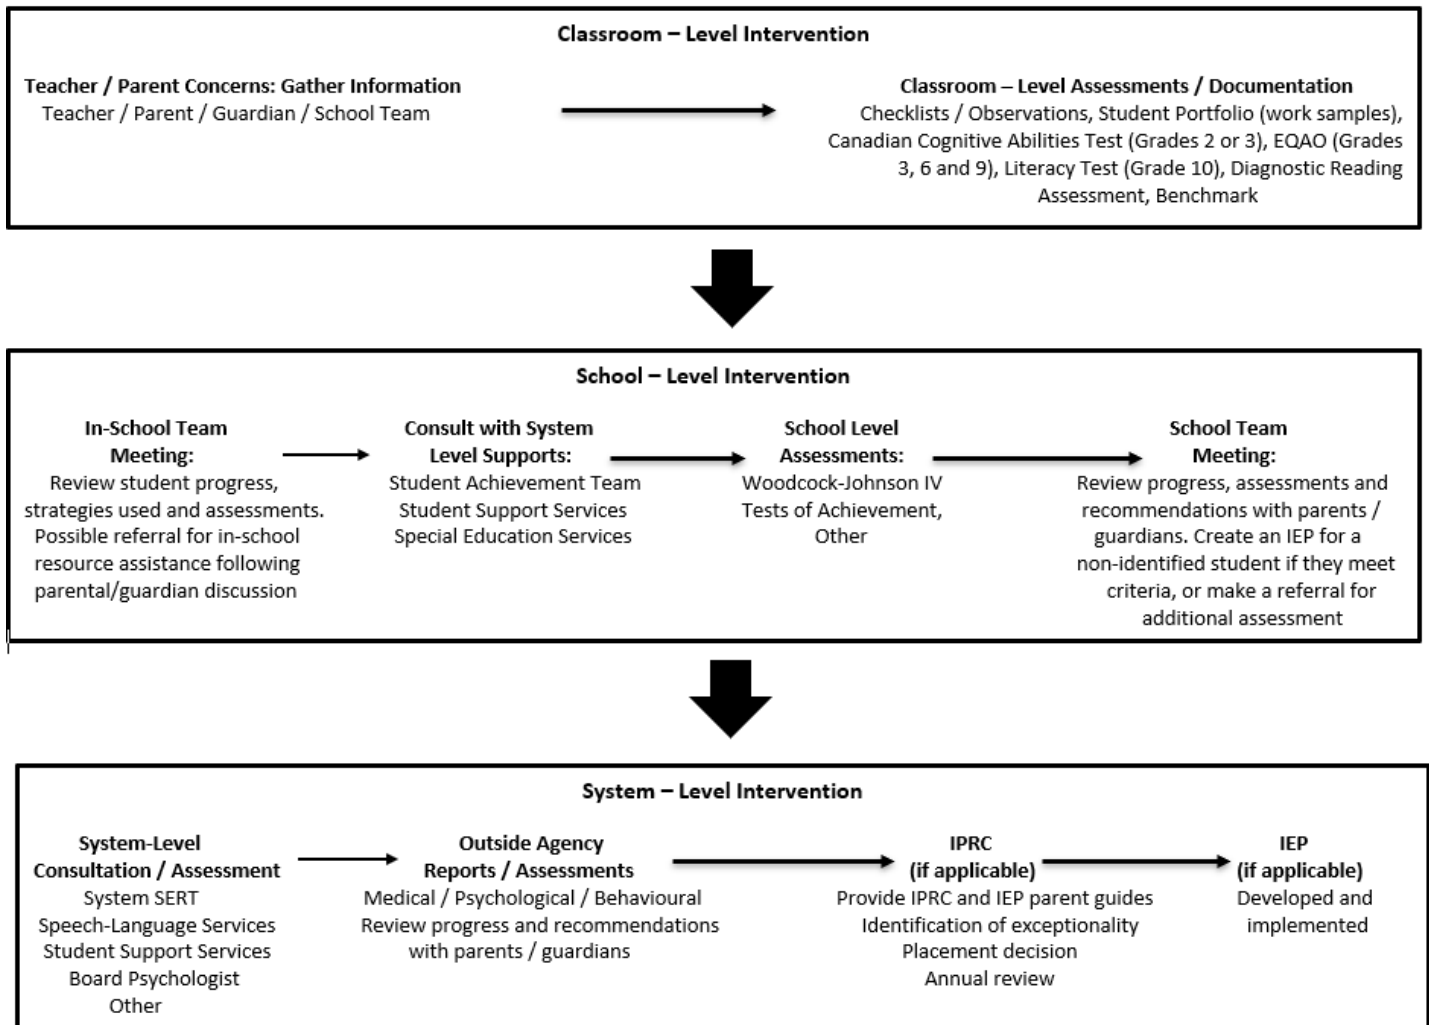 Classroom – Level Intervention
Teacher / Parent Concerns: Gather Information
Teacher / Parent / Guardian / School Team
Classroom – Level Assessments / Documentation
Checklists / Observations, Student Portfolio (work samples),
Canadian Cognitive Abilities Test (Grades 2 or 3), EQAO (Grades
3, 6 and 9), Literacy Test (Grade 10), Diagnostic Reading
Assessment, Benchmark
School – Level Intervention
In-School Team
Meeting:
Review student progress,
strategies used and assessments.
Possible referral for in-school
resource assistance following
parental/guardian discussion
Consult with System
Level Supports:
Student Achievement Team
Student Support Services
Special Education Services
School Level
Assessments:
Woodcock-Johnson IV
Tests of Achievement,
Other
School Team
Meeting:
Review progress, assessments and
recommendations with parents /
guardians. Create an IEP for a
non-identified student if they meet
criteria, or make a referral for
additional assessment
System – Level Intervention
System-Level
Consultation / Assessment
System SERT
Speech-Language Services
Student Support Services
Board Psychologist
Other
Outside Agency
Reports / Assessments
Medical / Psychological / Behavioural
Review progress and recommendations
with parents / guardians
IPRC
(if applicable)
Provide IPRC and IEP parent guides
Identification of exceptionality
Placement decision
Annual review
IEP
(if applicable)
Developed and
implemented